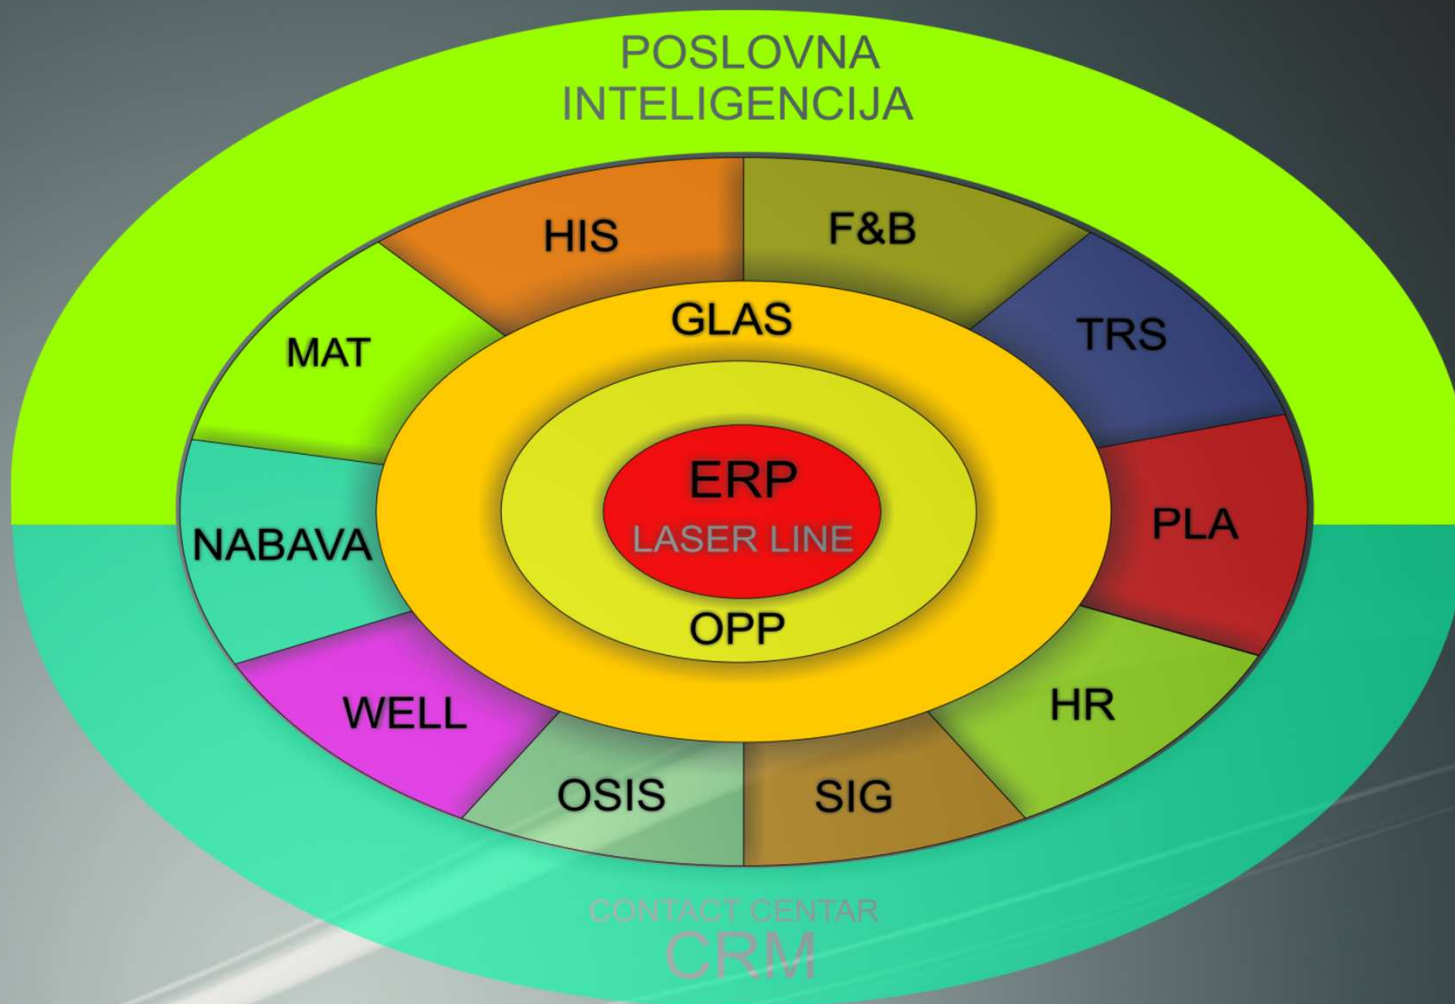 POSLOVNA
INTELIGENCIJA
HIS
F&B
GLAS
TRS
MAT
ERP
PLA
LASER LINE
NABAVA
OPP
HR
WELL
OSIS
SIG
CONTACT CENTAR
CRM